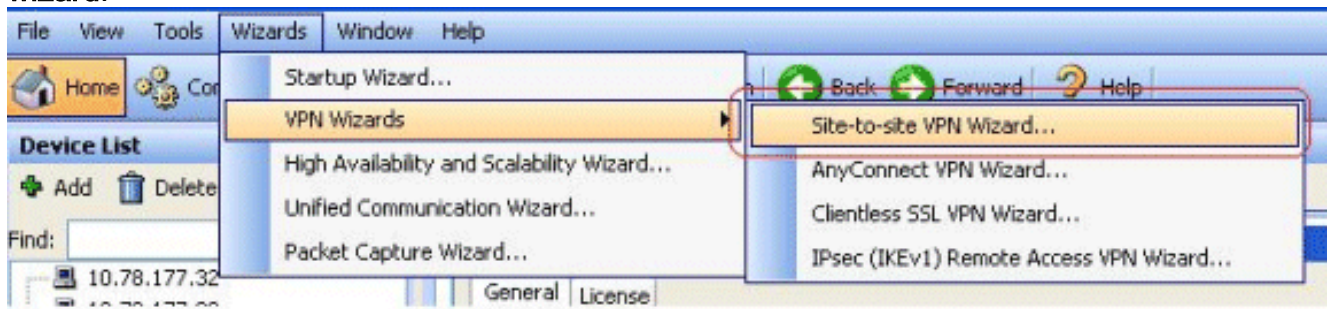 File View Tools Wizards Window Help
Home Startup Wizard... Back Forward Help
VPN Wizards Site-to-site VPN Wizard...
Device List
High Availability and Scalability Wizard... AnyConnect VPN Wizard...
Add Delete
Unified Communication Wizard... Clientless SSL VPN Wizard...
Find:
Packet Capture Wizard... IPsec (IKEv1) Remote Access VPN Wizard...
10.78.177.32
General License